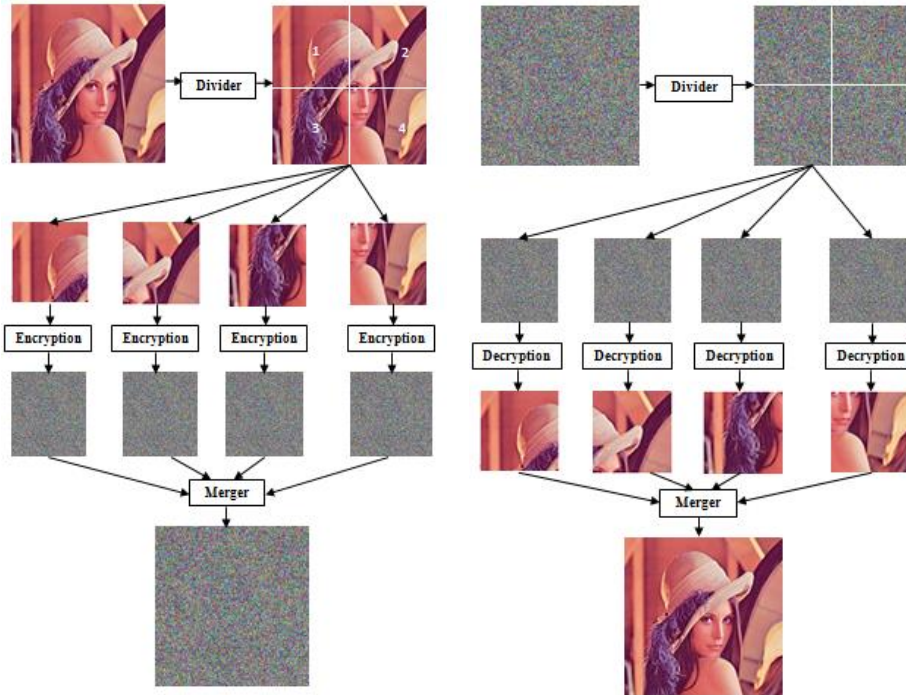 Divider
1
2
3
4
Encryption
Encryption
Encryption
Encryption
Merger
Divider
Decryption
Decryption
Decryption
Decryption
Merger